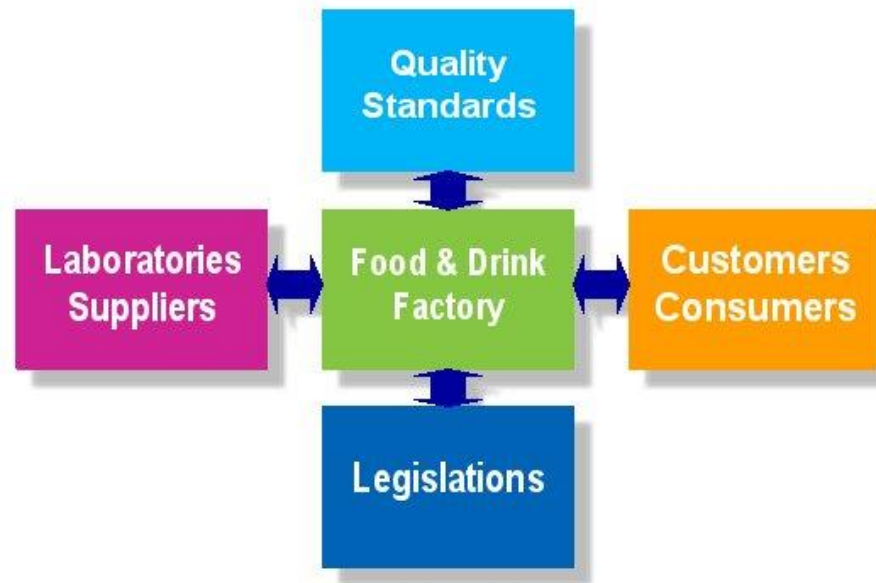 Quality
Standards
Laboratories
Suppliers
Food & Drink
Factory
Customers
Consumers
Legislations